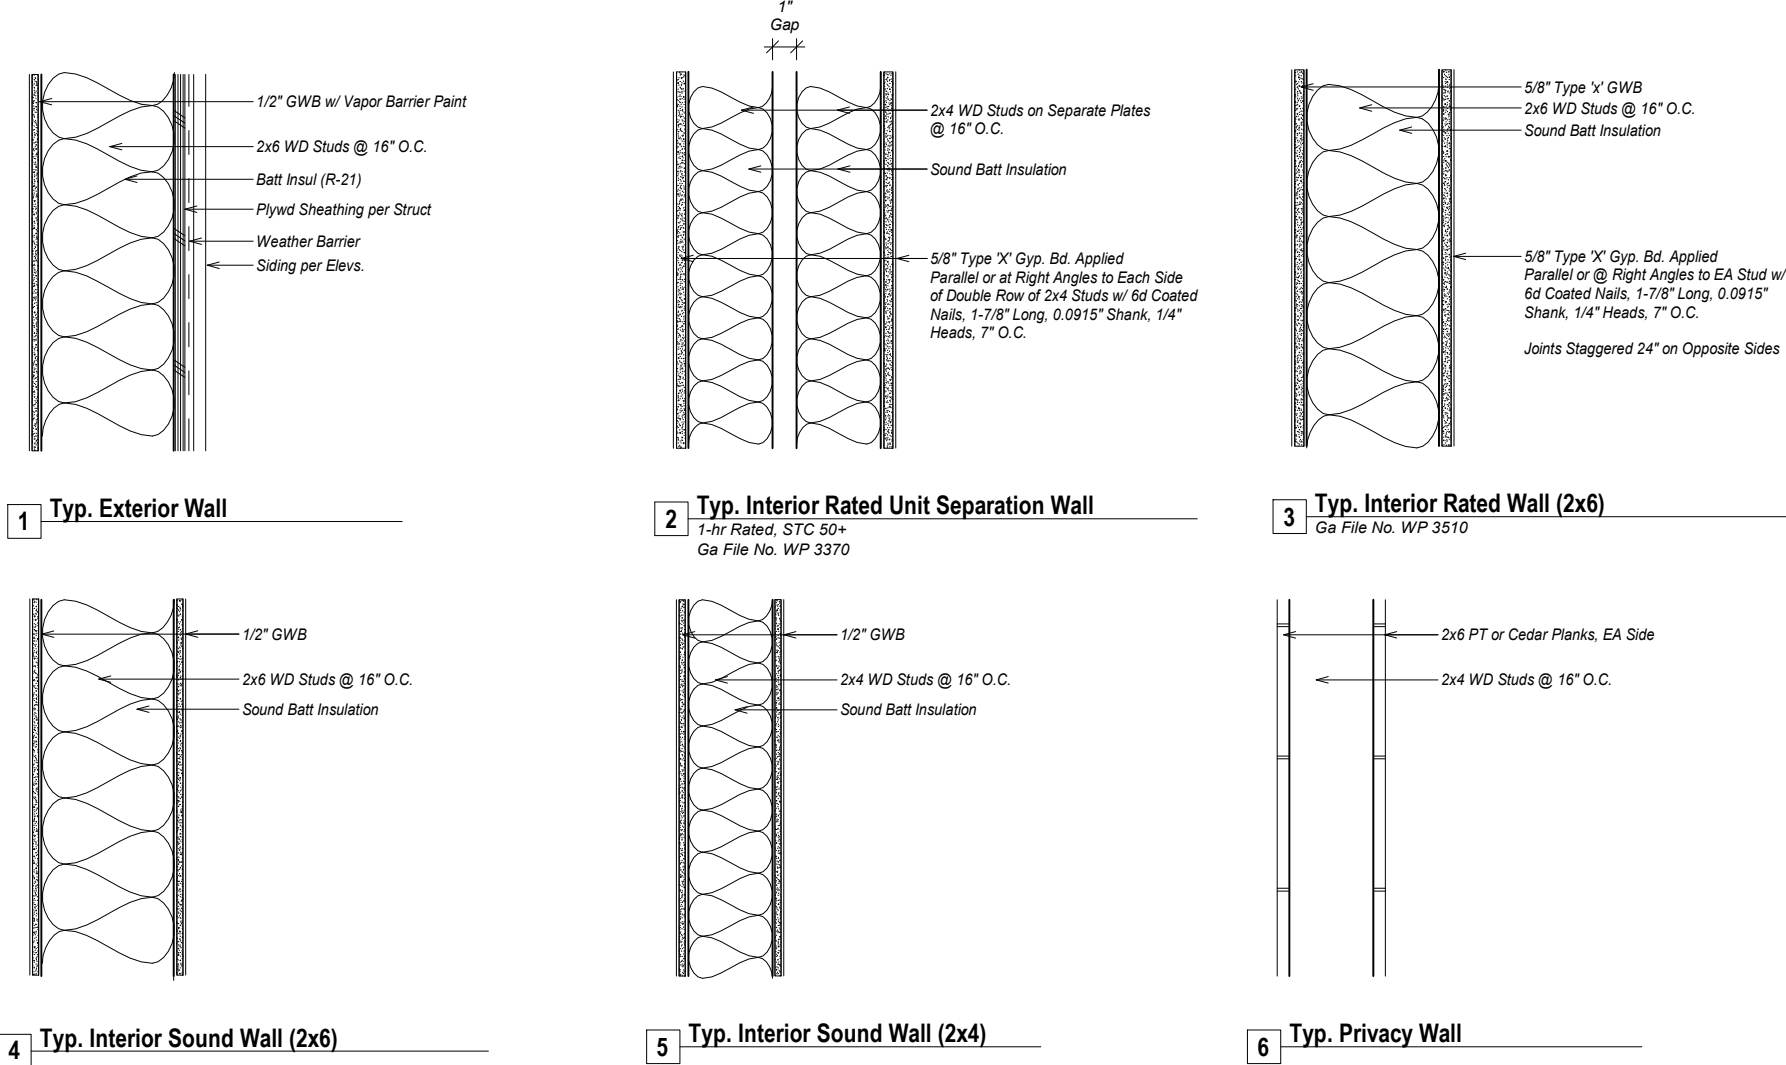 1/2" GWB w/ Vapor Barrier Paint
2x6 WD Studs @ 16" O.C.
Batt Insul (R-21)
Plywd Sheathing per Struct
Weather Barrier
Siding per Elevs.
1 Typ. Exterior Wall
1"
Gap
2x4 WD Studs on Separate Plates
@ 16" O.C.
Sound Batt Insulation
5/8" Type 'X' Gyp. Bd. Applied
Parallel or at Right Angles to Each Side
of Double Row of 2x4 Studs w/ 6d Coated
Nails, 1-7/8" Long, 0.0915" Shank, 1/4"
Heads, 7" O.C.
2 Typ. Interior Rated Unit Separation Wall
1-hr Rated, STC 50+
Ga File No. WP 3370
5/8" Type 'x' GWB
2x6 WD Studs @ 16" O.C.
Sound Batt Insulation
5/8" Type 'X' Gyp. Bd. Applied
Parallel or @ Right Angles to EA Stud w/
6d Coated Nails, 1-7/8" Long, 0.0915"
Shank, 1/4" Heads, 7" O.C.
Joints Staggered 24" on Opposite Sides
3 Typ. Interior Rated Wall (2x6)
Ga File No. WP 3510
1/2" GWB
2x6 WD Studs @ 16" O.C.
Sound Batt Insulation
4 Typ. Interior Sound Wall (2x6)
1/2" GWB
2x4 WD Studs @ 16" O.C.
Sound Batt Insulation
5 Typ. Interior Sound Wall (2x4)
2x6 PT or Cedar Planks, EA Side
2x4 WD Studs @ 16" O.C.
6 Typ. Privacy Wall